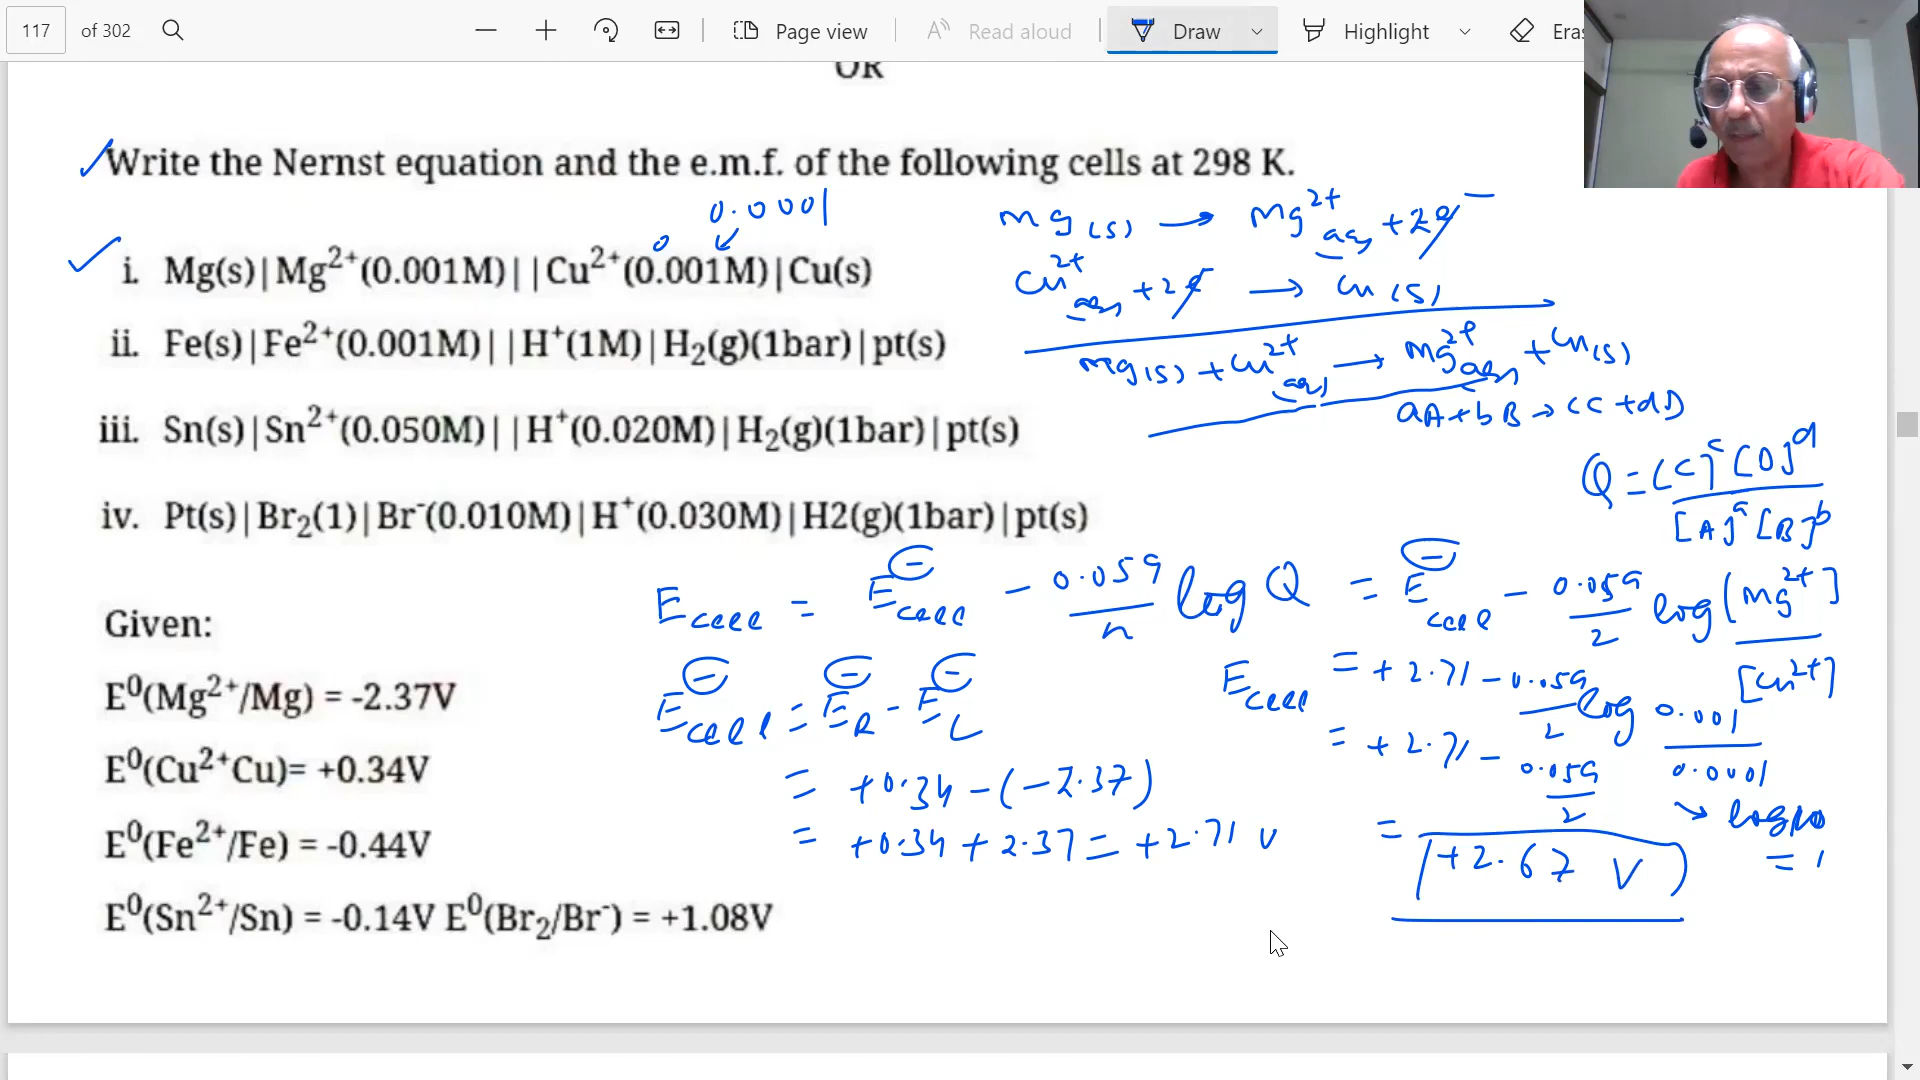 117 of 302 Page view Read aloud Draw Highlight
OR
Write the Nernst equation and the e.m.f. of the following cells at 298 K.
0.0001
0
i. Mg(s)|Mg²⁺(0.001M)||Cu²⁺(0.001M)|Cu(s)
ii. Fe(s)|Fe²⁺(0.001M)||H⁺(1M)|H₂(g)(1bar)|pt(s)
iii. Sn(s)|Sn²⁺(0.050M)||H⁺(0.020M)|H₂(g)(1bar)|pt(s)
iv. Pt(s)|Br₂(1)|Br⁻(0.010M)|H⁺(0.030M)|H2(g)(1bar)|pt(s)
Mg(s) → Mg²⁺ aq + 2e⁻
Cu²⁺ aq + 2e → Cu(s)
Mg(s) + Cu²⁺ (aq) → Mg²⁺ aq + Cu(s)
aA + bB → cC + dD
Q = [C]ᶜ [D]ᵈ
[A]ᵃ [B]ᵇ
E cell = E⊖ cell - 0.059/n log Q = E⊖ cell - 0.059/2 log [Mg²⁺]/[Cu²⁺]
Given:
E⁰(Mg²⁺/Mg) = -2.37V
E⁰(Cu²⁺Cu)= +0.34V
E⁰(Fe²⁺/Fe) = -0.44V
E⁰(Sn²⁺/Sn) = -0.14V E⁰(Br₂/Br⁻) = +1.08V
E⊖ cell = E⊖ R - E⊖ L
= +0.34 - (-2.37)
= +0.34 + 2.37 = +2.71 V
E cell = +2.71 - 0.059/2 log 0.001/0.0001
= +2.71 - 0.059/2
→ log 10
= 1
= +2.67 V